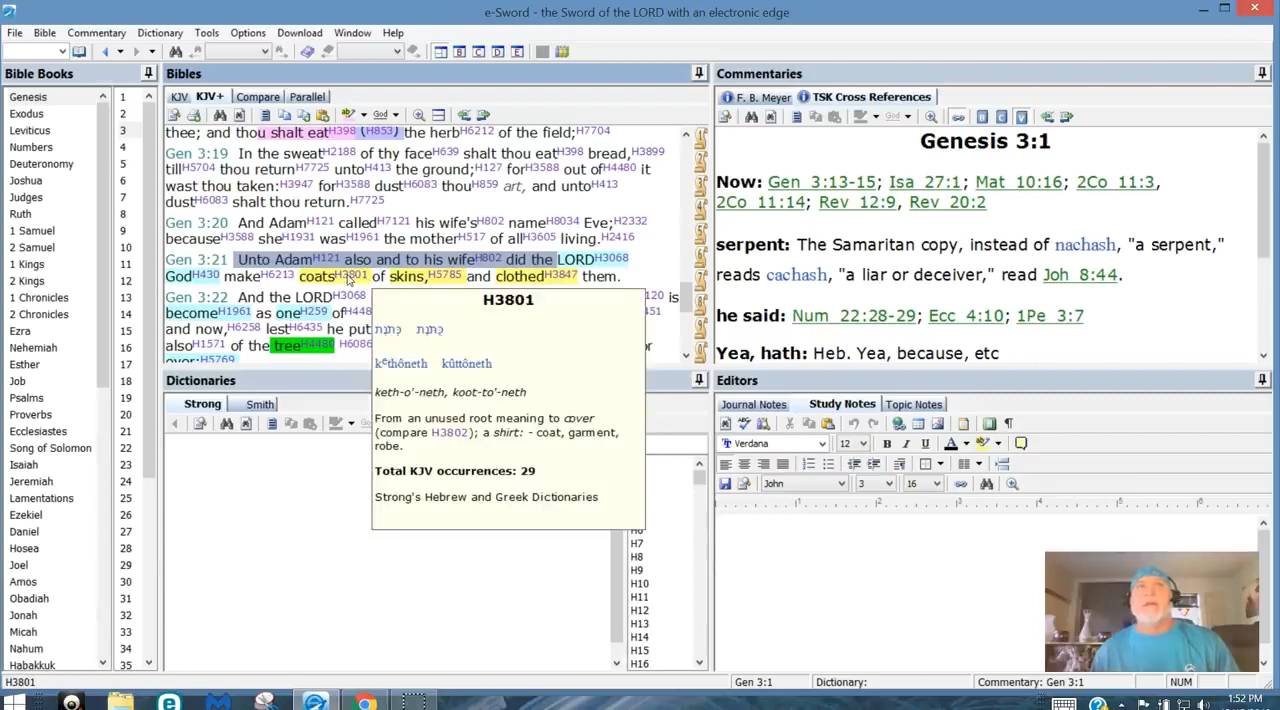 e-Sword - the Sword of the LORD with an electronic edge
File Bible Commentary Dictionary Tools Options Download Window Help
Bible Books
Genesis
Exodus
Leviticus
Numbers
Deuteronomy
Joshua
Judges
Ruth
1 Samuel
2 Samuel
1 Kings
2 Kings
1 Chronicles
2 Chronicles
Ezra
Nehemiah
Esther
Job
Psalms
Proverbs
Ecclesiastes
Song of Solomon
Isaiah
Jeremiah
Lamentations
Ezekiel
Daniel
Hosea
Joel
Amos
Obadiah
Jonah
Micah
Nahum
Habakkuk
1
2
3
4
5
6
7
8
9
10
11
12
13
14
15
16
17
18
19
20
21
22
23
24
25
26
27
28
29
30
31
32
33
34
35
Bibles
KJV KJV+ Compare Parallel
thee; and thou shalt eatH398 (H853) the herbH6212 of the field;H7704
Gen 3:19 In the sweatH2188 of thy faceH639 shalt thou eatH398 bread,H3899
tillH5704 thou returnH7725 untoH413 the ground;H127 forH3588 out ofH4480 it
wast thou taken:H3947 forH3588 dustH6083 thouH859 art, and untoH413
dustH6083 shalt thou return.H7725
Gen 3:20 And AdamH121 calledH7121 his wife'sH802 nameH8034 Eve;H2332
becauseH3588 sheH1931 wasH1961 the motherH517 of allH3605 living.H2416
Gen 3:21 Unto AdamH121 also and to his wifeH802 did the LORDH3068
GodH430 makeH6213 coatsH3801 of skins,H5785 and clothedH3847 them.
Gen 3:22 And the LORDH3068 120 is
becomeH1961 as oneH259 ofH448 451
and now,H6258 lestH6435 he put
alsoH1571 of the treeH4480 H6086 or
ever:H5769
H3801
כְּתֹנֶת כֻּתֹּנֶת
kethôneth kûttôneth
keth-o'-neth, koot-to'-neth
From an unused root meaning to cover
(compare H3802); a shirt: - coat, garment,
robe.
Total KJV occurrences: 29
Strong's Hebrew and Greek Dictionaries
Dictionaries
Strong Smith
H6
H7
H8
H9
H10
H11
H12
H13
H14
H15
H16
Commentaries
F. B. Meyer TSK Cross References
Genesis 3:1
Now: Gen 3:13-15; Isa 27:1; Mat 10:16; 2Co 11:3,
2Co 11:14; Rev 12:9, Rev 20:2
serpent: The Samaritan copy, instead of nachash, "a serpent,"
reads cachash, "a liar or deceiver," read Joh 8:44.
he said: Num 22:28-29; Ecc 4:10; 1Pe 3:7
Yea, hath: Heb. Yea, because, etc
Editors
Journal Notes Study Notes Topic Notes
Verdana 12 B I U A
John 3 16
1 2 3 4 5 6
H3801 Gen 3:1 Dictionary: Commentary: Gen 3:1 NUM
1:52 PM